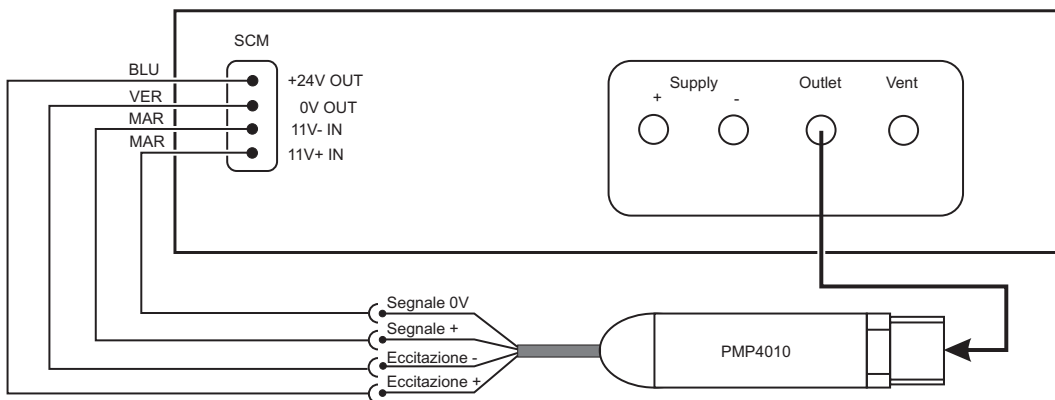 SCM
BLU
+24V OUT
VER
0V OUT
MAR
11V- IN
MAR
11V+ IN
Supply
+
-
Outlet
Vent
Segnale 0V
Segnale +
Eccitazione -
Eccitazione +
PMP4010